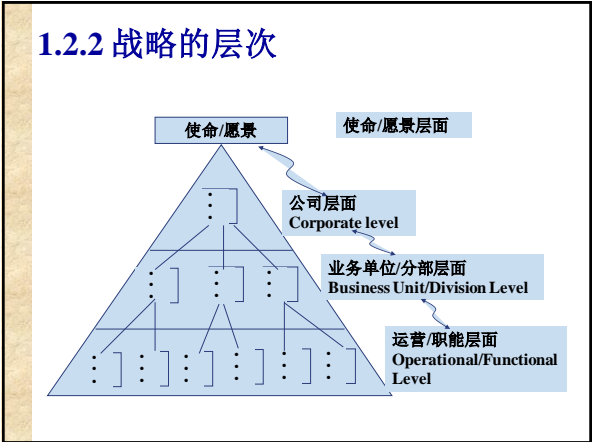 1.2.2 战略的层次
使命/愿景
使命/愿景层面
公司层面
Corporate level
业务单位/分部层面
Business Unit/Division Level
运营/职能层面
Operational/Functional
Level